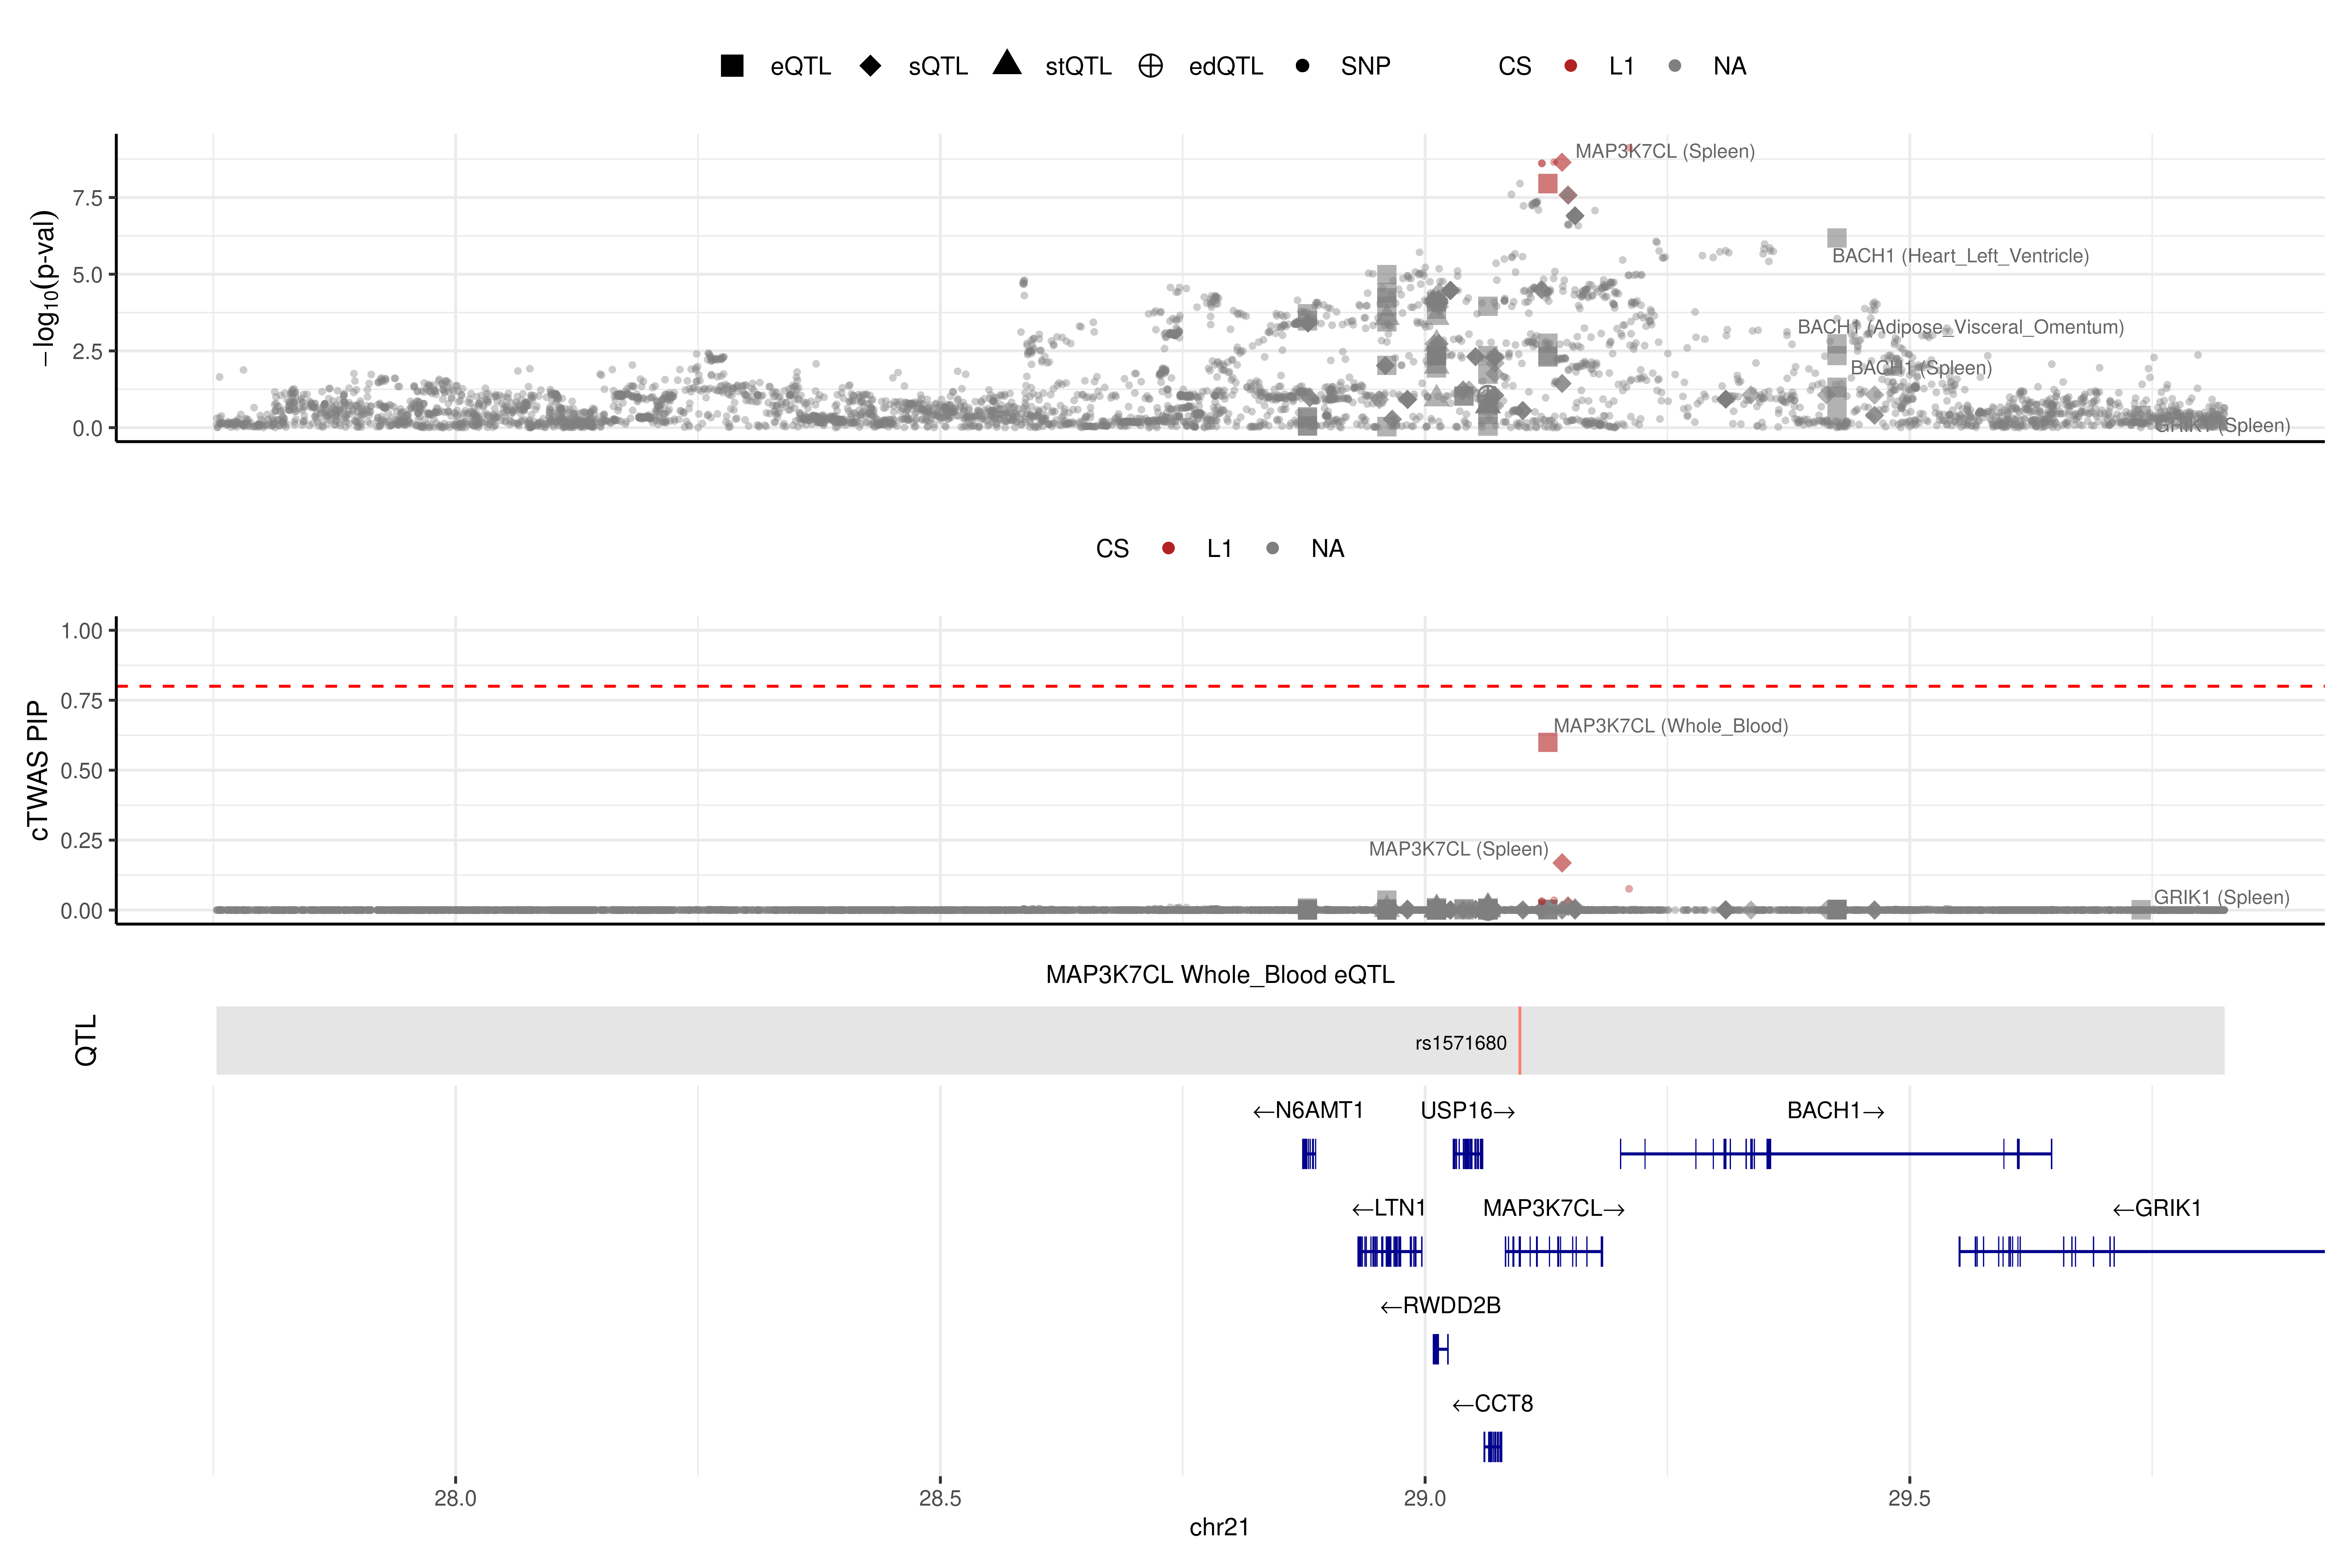 eQTL sQTL stQTL edQTL SNP CS L1 NA
−log10(p-val)
7.5
5.0
2.5
0.0
MAP3K7CL (Spleen)
BACH1 (Heart_Left_Ventricle)
BACH1 (Adipose_Visceral_Omentum)
BACH1 (Spleen)
GRIK1 (Spleen)
CS L1 NA
cTWAS PIP
1.00
0.75
0.50
0.25
0.00
MAP3K7CL (Whole_Blood)
MAP3K7CL (Spleen)
GRIK1 (Spleen)
MAP3K7CL Whole_Blood eQTL
QTL
rs1571680
←N6AMT1 USP16→ BACH1→
←LTN1 MAP3K7CL→ ←GRIK1
←RWDD2B
←CCT8
28.0 28.5 29.0 29.5
chr21